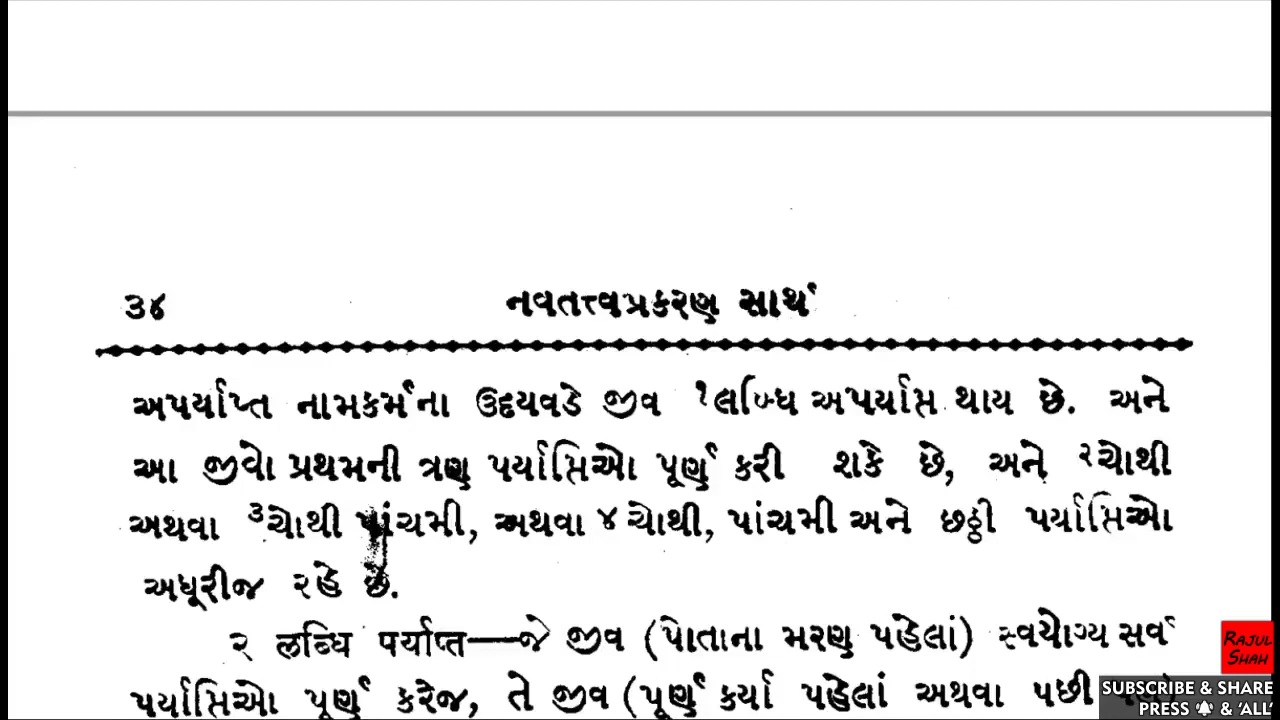 ૩૪
નવતત્ત્વપ્રકરણ સાર્થ
અપર્યાપ્ત નામકર્મના ઉદયવડે જીવ ૧લબ્ધિ અપર્યાપ્ત થાય છે. અને
આ જીવો પ્રથમની ત્રણ પર્યાપ્તિઓ પૂર્ણ કરી શકે છે, અને ૨ચોથી
અથવા ૩ચોથી પાંચમી, અથવા ૪ ચોથી, પાંચમી અને છઠ્ઠી પર્યાપ્તિઓ
અધૂરીજ રહે છે.
૨ લબ્ધિ પર્યાપ્ત—જે જીવ (પોતાના મરણ પહેલાં) સ્વયોગ્ય સર્વ
પર્યાપ્તિઓ પૂર્ણ કરેજ, તે જીવ (પૂર્ણ કર્યા પહેલાં અથવા પછી
RAJUL
SHAH
SUBSCRIBE & SHARE
PRESS & 'ALL'